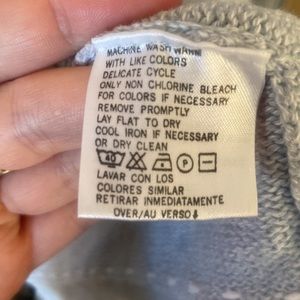 MACHINE WASH WARM
WITH LIKE COLORS
DELICATE CYCLE
ONLY NON CHLORINE BLEACH
FOR COLORS IF NECESSARY
REMOVE PROMPTLY
LAY FLAT TO DRY
COOL IRON IF NECESSARY
OR DRY CLEAN
40 P
LAVAR CON LOS
COLORES SIMILAR
RETIRAR INMEDIATAMENTE
OVER/AU VERSO↓